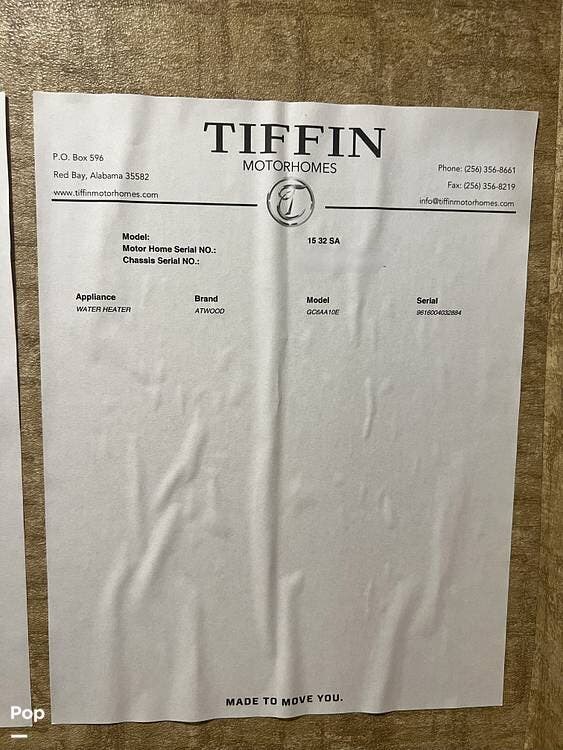 TIFFIN
MOTORHOMES
P.O. Box 596
Red Bay, Alabama 35582
www.tiffinmotorhomes.com
Phone: (256) 356-8661
Fax: (256) 356-8219
info@tiffinmotorhomes.com
T
Model: 15 32 SA
Motor Home Serial NO.:
Chassis Serial NO.:
Appliance Brand Model Serial
WATER HEATER ATWOOD GC6AA10E 9616004032884
MADE TO MOVE YOU.
Pop